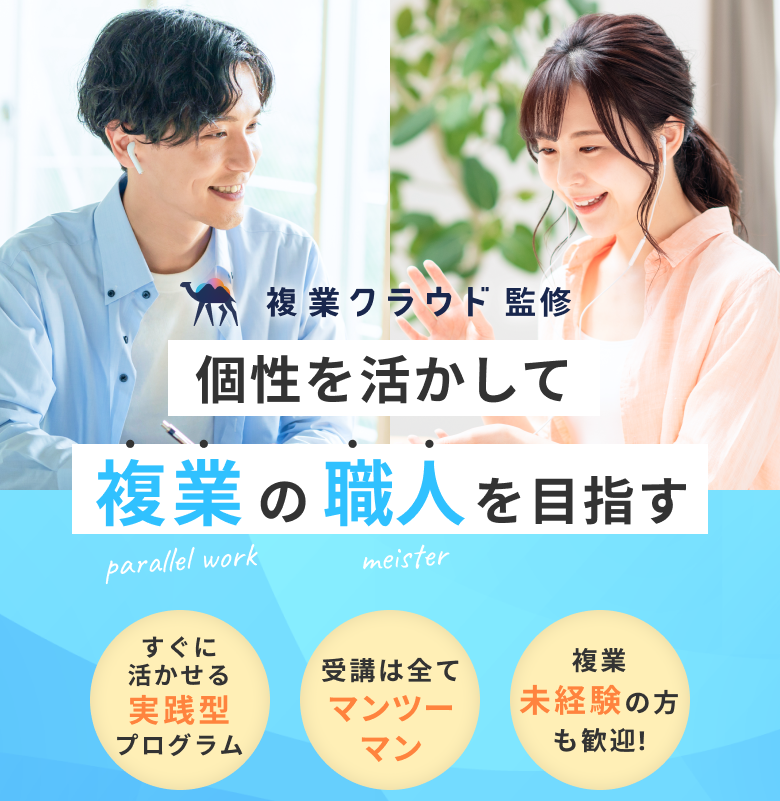 複業クラウド監修
個性を活かして
複業の職人を目指す
parallel work meister
すぐに
活かせる
実践型
プログラム
受講は全て
マンツー
マン
複業
未経験の方
も歓迎!